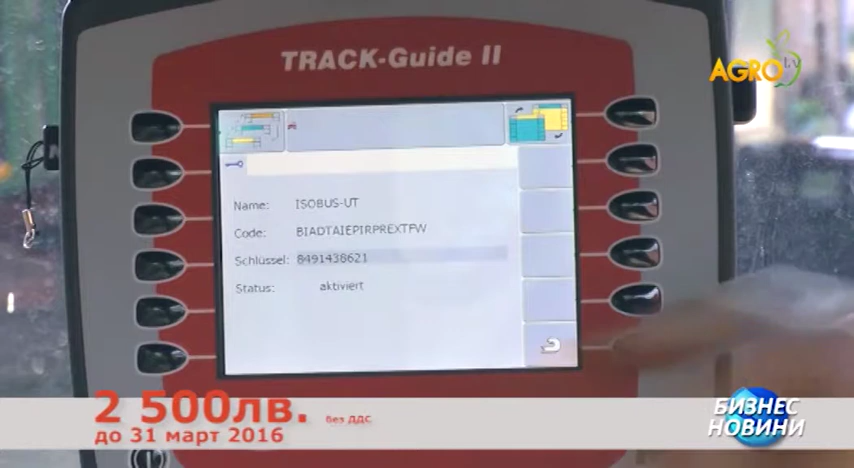 TRACK-Guide II
AGROtv
Name: ISOBUS-UT
Code: BIADTAIEPIRPREXTFW
Schlüssel: 8491438621
Status: aktiviert
2 500лв. без ДДС
до 31 март 2016
БИЗНЕС
НОВИНИ